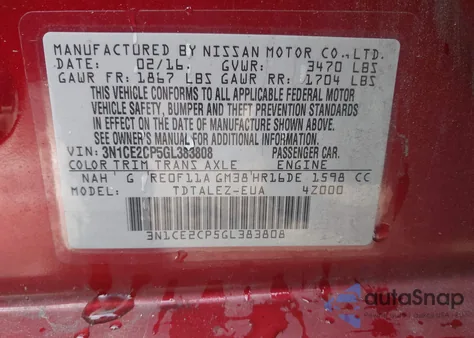 MANUFACTURED BY NISSAN MOTOR CO.,LTD.
DATE: 02/16 GVWR: 3470 LBS
GAWR FR: 1867 LBS GAWR RR: 1704 LBS
THIS VEHICLE CONFORMS TO ALL APPLICABLE FEDERAL MOTOR
VEHICLE SAFETY, BUMPER AND THEFT PREVENTION STANDARDS
IN EFFECT ON THE DATE OF MANUFACTURE SHOWN ABOVE.
SEE OWNER'S MANUAL FOR ADDITIONAL INFORMATION.
VIN: 3N1CE2CP5GL383808 PASSENGER CAR.
COLOR TRIM TRANS AXLE ENGINE
NAH G RE0F11A GM38 HR16DE 1598 CC
MODEL: TDTALEZ-EUA 4Z000
3N1CE2CP5GL383808
autoSnap